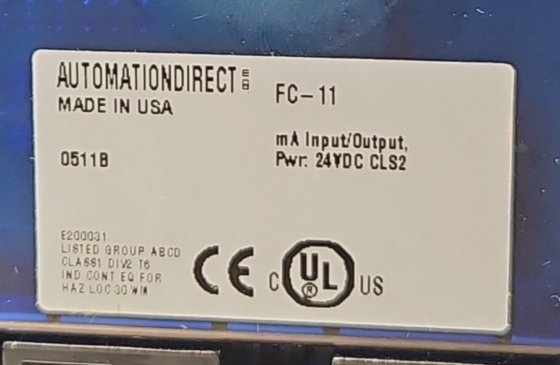 AUTOMATIONDIRECT
FC-11
MADE IN USA
mA Input/Output,
0511B
Pwr: 24VDC CLS2
E200031
LISTED GROUP ABCD
CLASS1 DIV2 T6
IND CONT EQ FOR
HAZ LOC 30WM
CE
C UL US
®